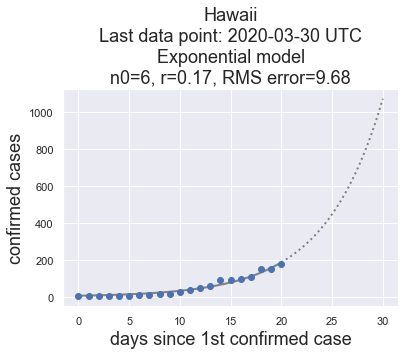 Hawaii
Last data point: 2020-03-30 UTC
Exponential model
n0=6, r=0.17, RMS error=9.68
1000
800
600
400
200
0
confirmed cases
0 5 10 15 20 25 30
days since 1st confirmed case